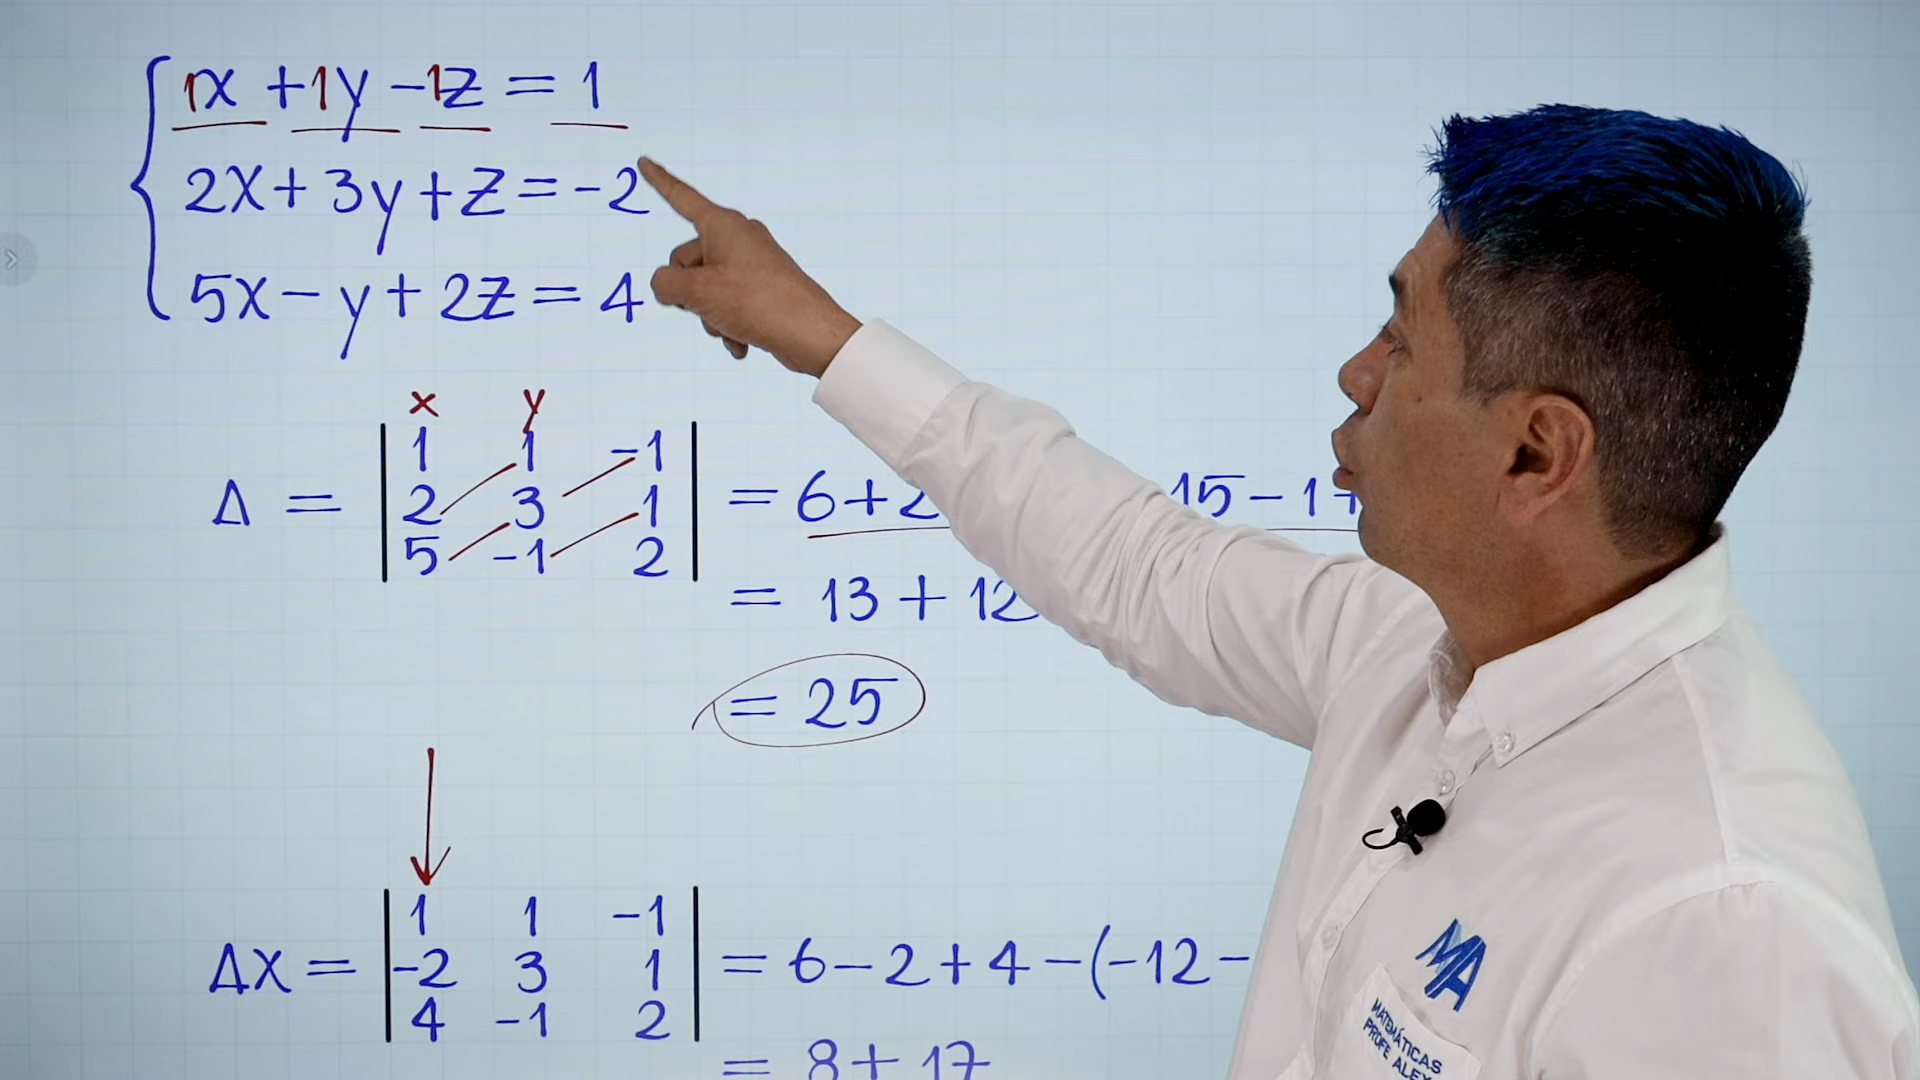 1x + 1y - 1z = 1
2x + 3y + z = -2
5x - y + 2z = 4
x y
1 1 -1
Δ = 2 3 1 = 6 + 2 15 - 1 +
5 -1 2
= 13 + 12
= 25
1 1 -1
Δx = -2 3 1 = 6 - 2 + 4 - (-12 -
4 -1 2
= 8 + 17
MA
MATEMÁTICAS
PROFE ALEX